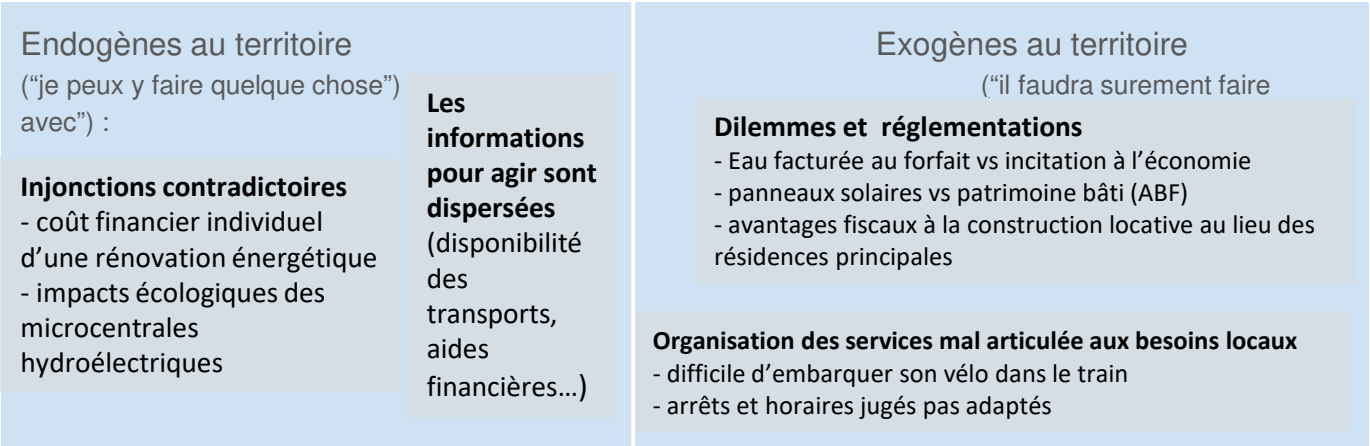 Endogènes au territoire
(“je peux y faire quelque chose”)
avec”) :
Injonctions contradictoires
- coût financier individuel
d’une rénovation énergétique
- impacts écologiques des
microcentrales
hydroélectriques
Les
informations
pour agir sont
dispersées
(disponibilité
des
transports,
aides
financières…)
Exogènes au territoire
(“il faudra surement faire
Dilemmes et  réglementations
- Eau facturée au forfait vs incitation à l’économie
- panneaux solaires vs patrimoine bâti (ABF)
- avantages fiscaux à la construction locative au lieu des
résidences principales
Organisation des services mal articulée aux besoins locaux
- difficile d’embarquer son vélo dans le train
- arrêts et horaires jugés pas adaptés